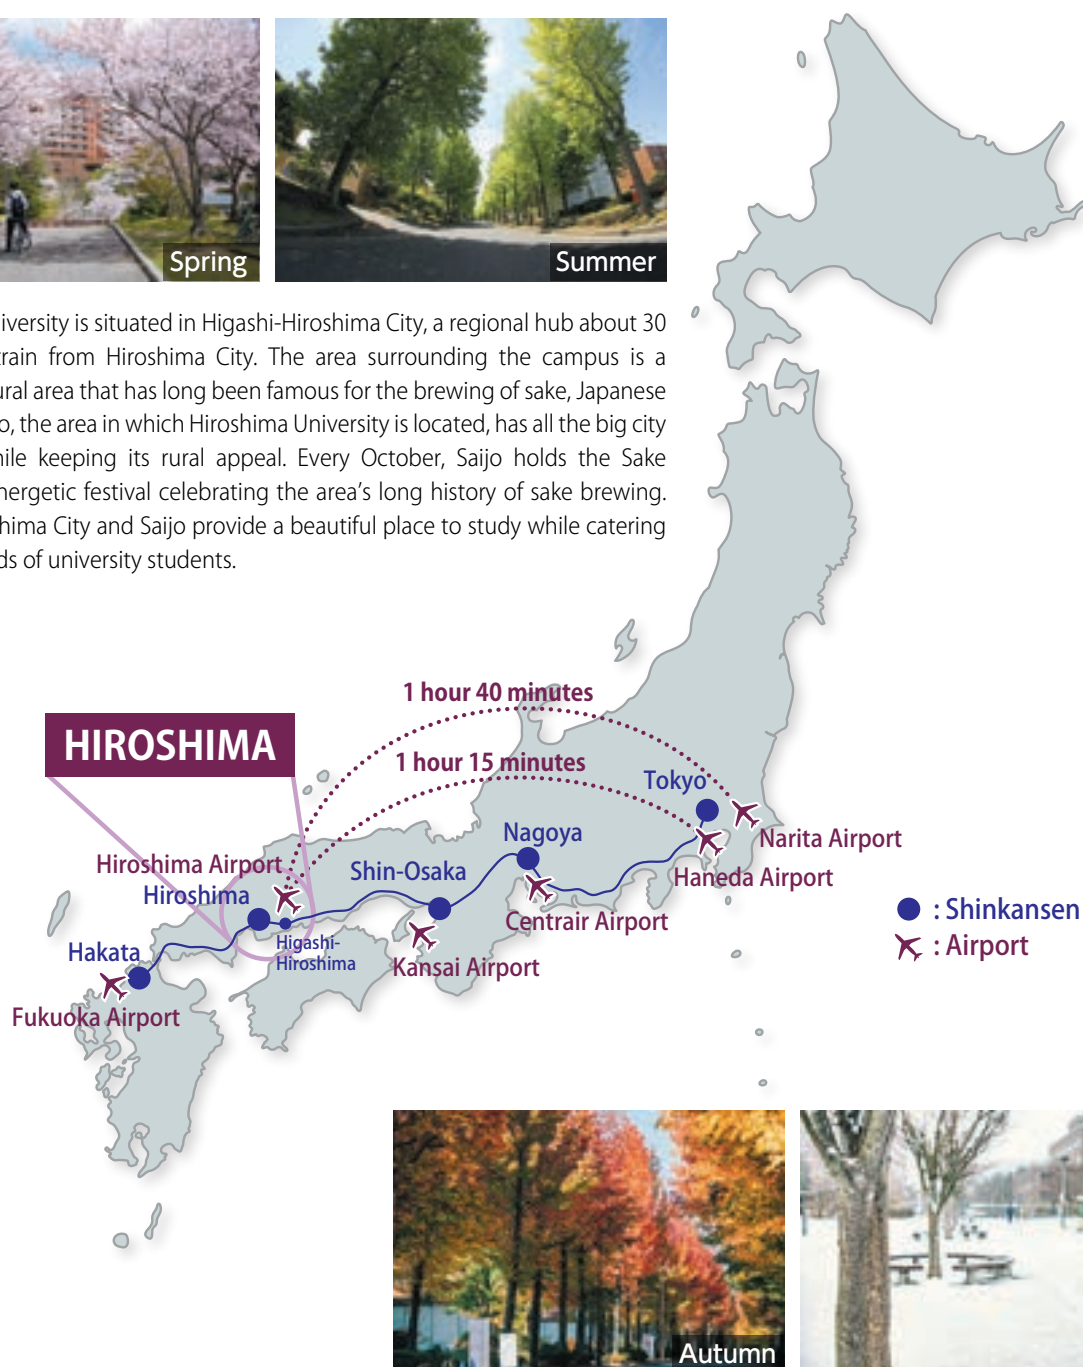 Spring
Summer
iversity is situated in Higashi-Hiroshima City, a regional hub about 30
train from Hiroshima City. The area surrounding the campus is a
ural area that has long been famous for the brewing of sake, Japanese
o, the area in which Hiroshima University is located, has all the big city
hile keeping its rural appeal. Every October, Saijo holds the Sake
nergetic festival celebrating the area's long history of sake brewing.
shima City and Saijo provide a beautiful place to study while catering
ds of university students.
1 hour 40 minutes
HIROSHIMA
1 hour 15 minutes
Tokyo
Nagoya
Narita Airport
Hiroshima Airport
Shin-Osaka
Haneda Airport
Hiroshima
Centrair Airport
: Shinkansen
Higashi-
Hiroshima
Hakata
: Airport
Kansai Airport
Fukuoka Airport
Autumn